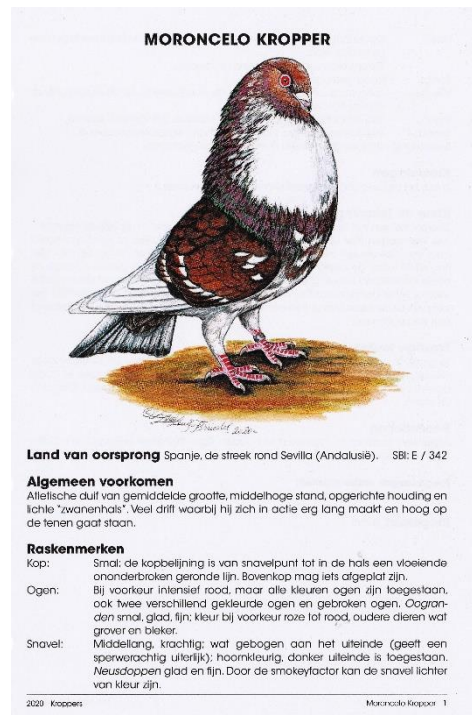 MORONCELO KROPPER
2020
Land van oorsprong Spanje, de streek rond Sevilla (Andalusië). SBI: E / 342
Algemeen voorkomen
Atletische duif van gemiddelde grootte, middelhoge stand, opgerichte houding en
lichte "zwanenhals". Veel drift waarbij hij zich in actie erg lang maakt en hoog op
de tenen gaat staan.
Raskenmerken
Kop: Smal; de kopbelijning is van snavelpunt tot in de hals een vloeiende
ononderbroken geronde lijn. Bovenkop mag iets afgeplat zijn.
Ogen: Bij voorkeur intensief rood, maar alle kleuren ogen zijn toegestaan,
ook twee verschillend gekleurde ogen en gebroken ogen. Oogran-
den smal, glad, fijn; kleur bij voorkeur roze tot rood, oudere dieren wat
grover en bleker.
Snavel: Middellang, krachtig; wat gebogen aan het uiteinde (geeft een
sperwerachtig uiterlijk); hoornkleurig, donker uiteinde is toegestaan.
Neusdoppen glad en fijn. Door de smokeyfactor kan de snavel lichter
van kleur zijn.
2020 Kroppers Moroncelo Kropper 1